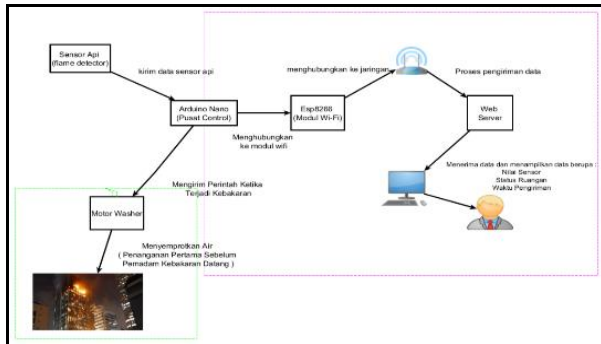 Sensor Api
(flame detector)
kirim data sensor api
Arduino Nano
(Pusat Control)
Menghubungkan
ke modul wifi
Esp8266
(Modul Wi-Fi)
menghubungkan ke jaringan
Proses pengiriman data
Web
Server
Menerima data dan menampilkan data berupa :
Nilai Sensor
Status Ruangan
Waktu Pengiriman
Mengirim Perintah Ketika
Terjadi Kebakaran
Motor Washer
Menyemprotkan Air
( Penanganan Pertama Sebelum
Pemadam Kebakaran Datang )